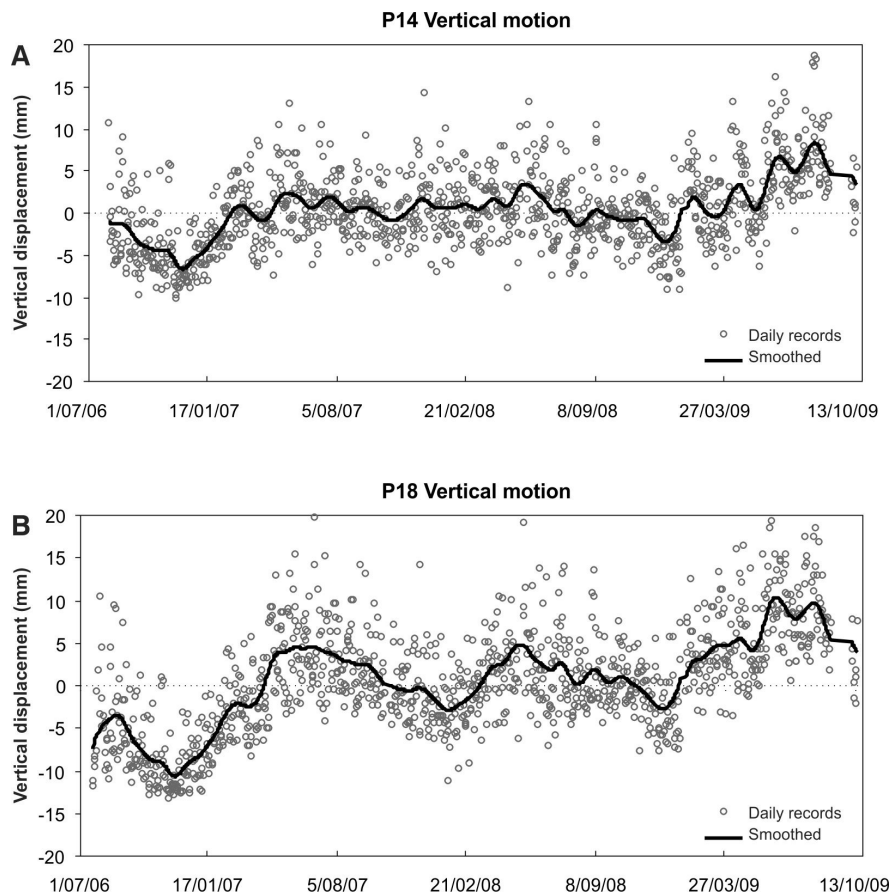 P14 Vertical motion
A
Vertical displacement (mm)
20
15
10
5
0
-5
-10
-15
-20
Daily records
Smoothed
1/07/06 17/01/07 5/08/07 21/02/08 8/09/08 27/03/09 13/10/09
P18 Vertical motion
B
Vertical displacement (mm)
20
15
10
5
0
-5
-10
-15
-20
Daily records
Smoothed
1/07/06 17/01/07 5/08/07 21/02/08 8/09/08 27/03/09 13/10/09